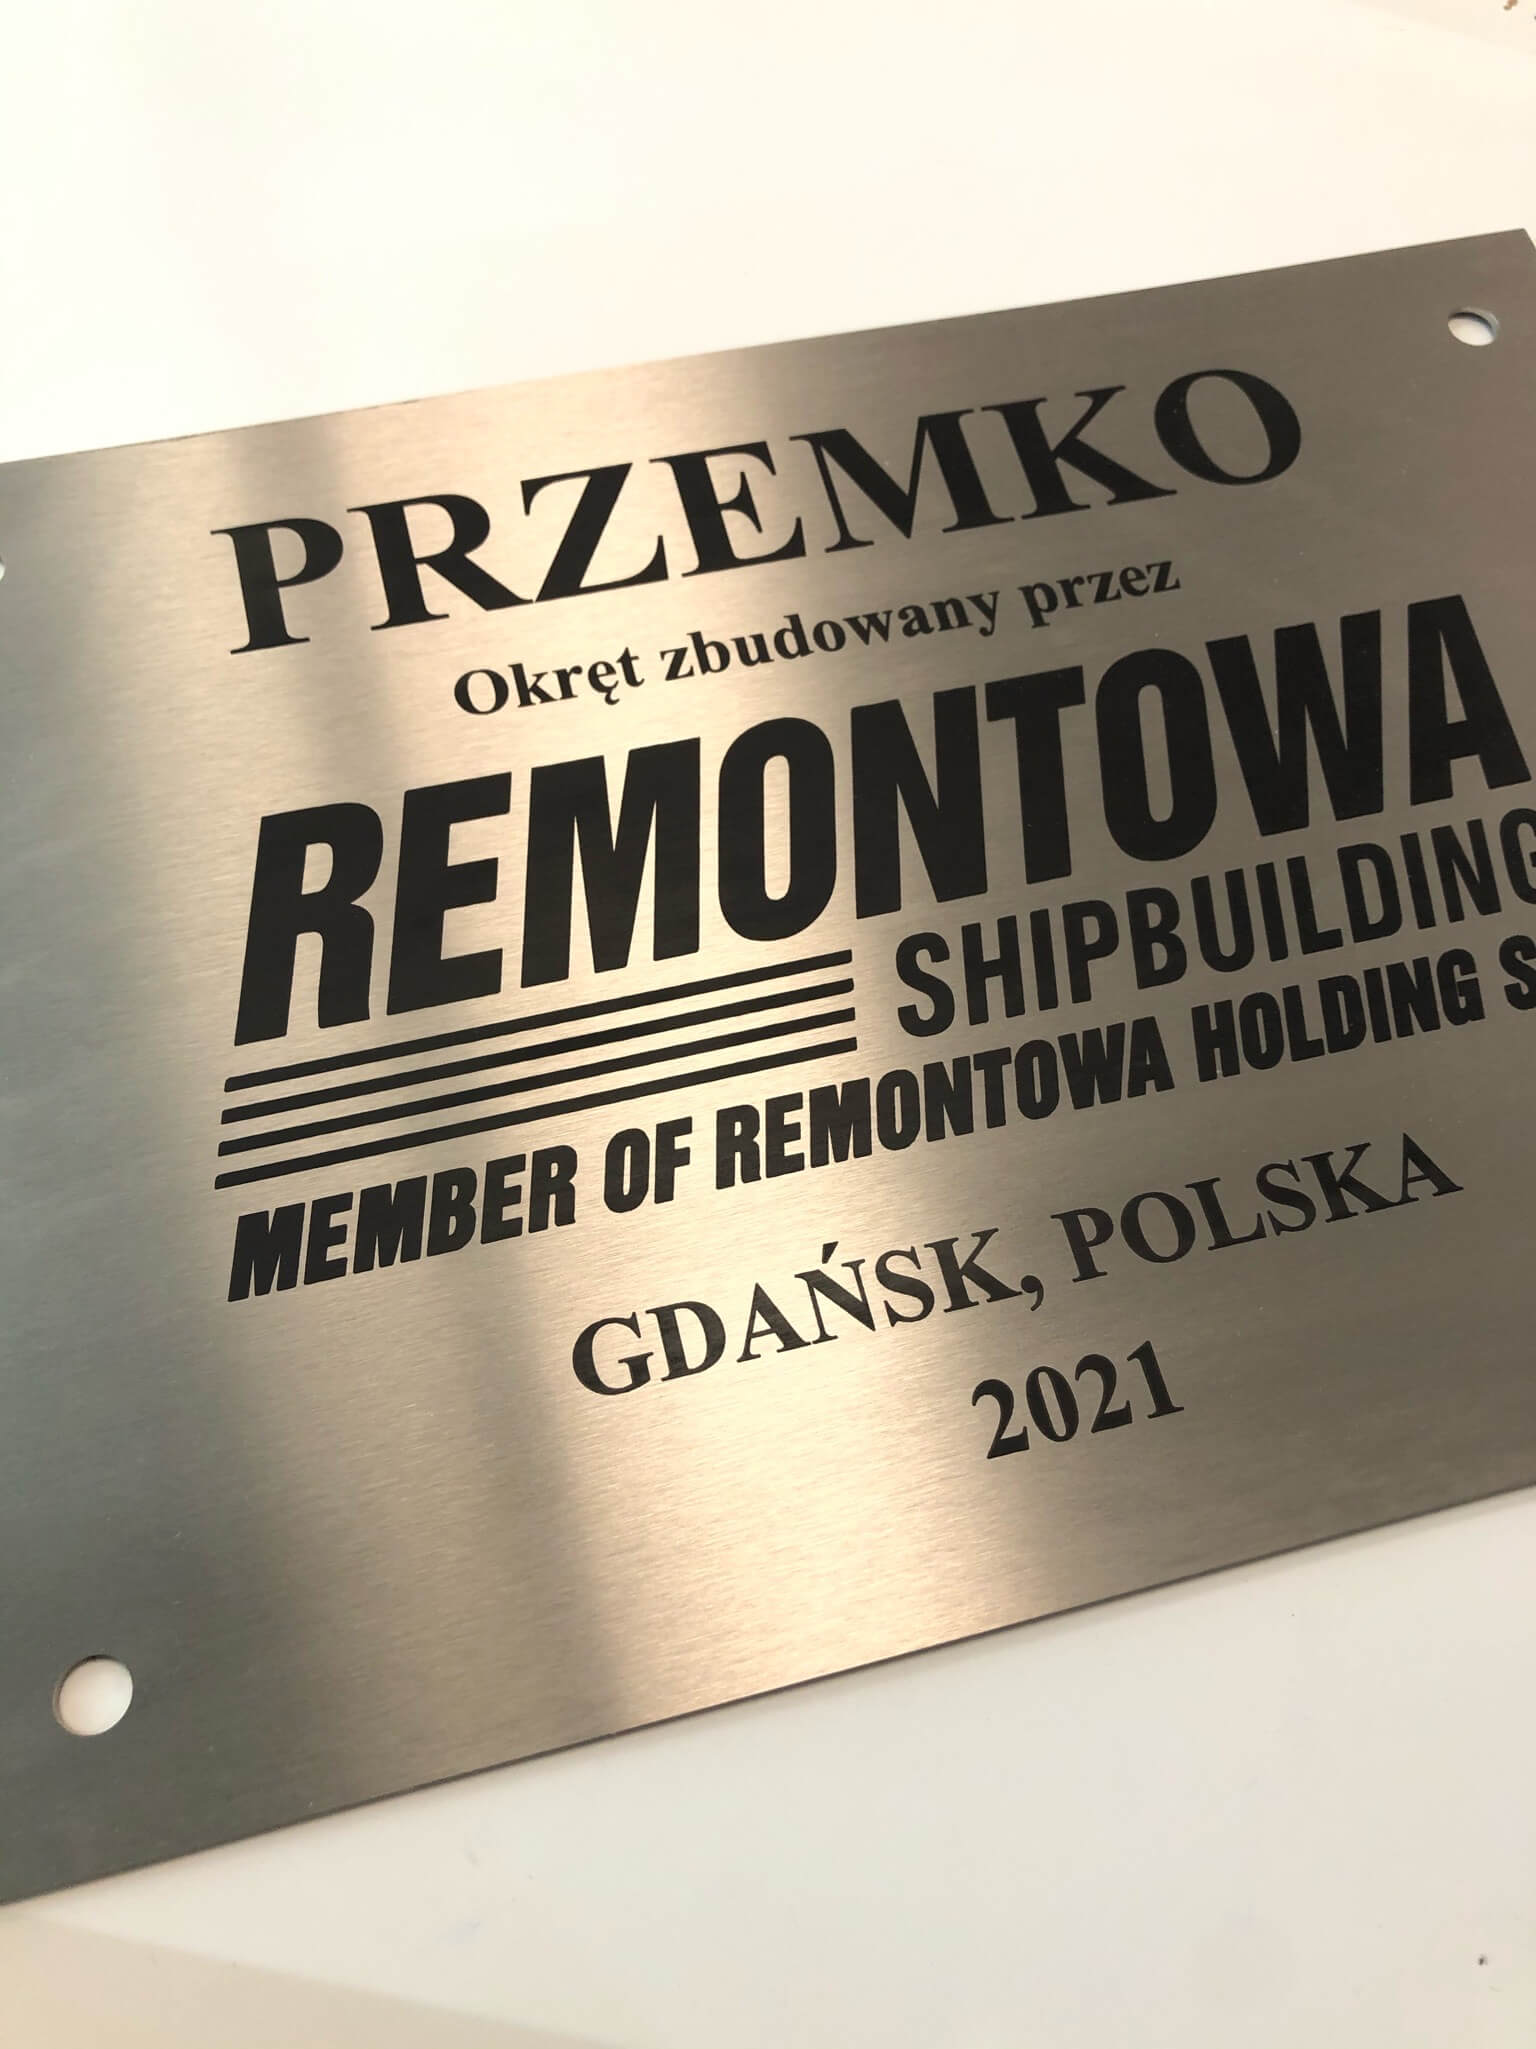 PRZEMKO
Okręt zbudowany przez
REMONTOWA
SHIPBUILDING
MEMBER OF REMONTOWA HOLDING
GDAŃSK, POLSKA
2021